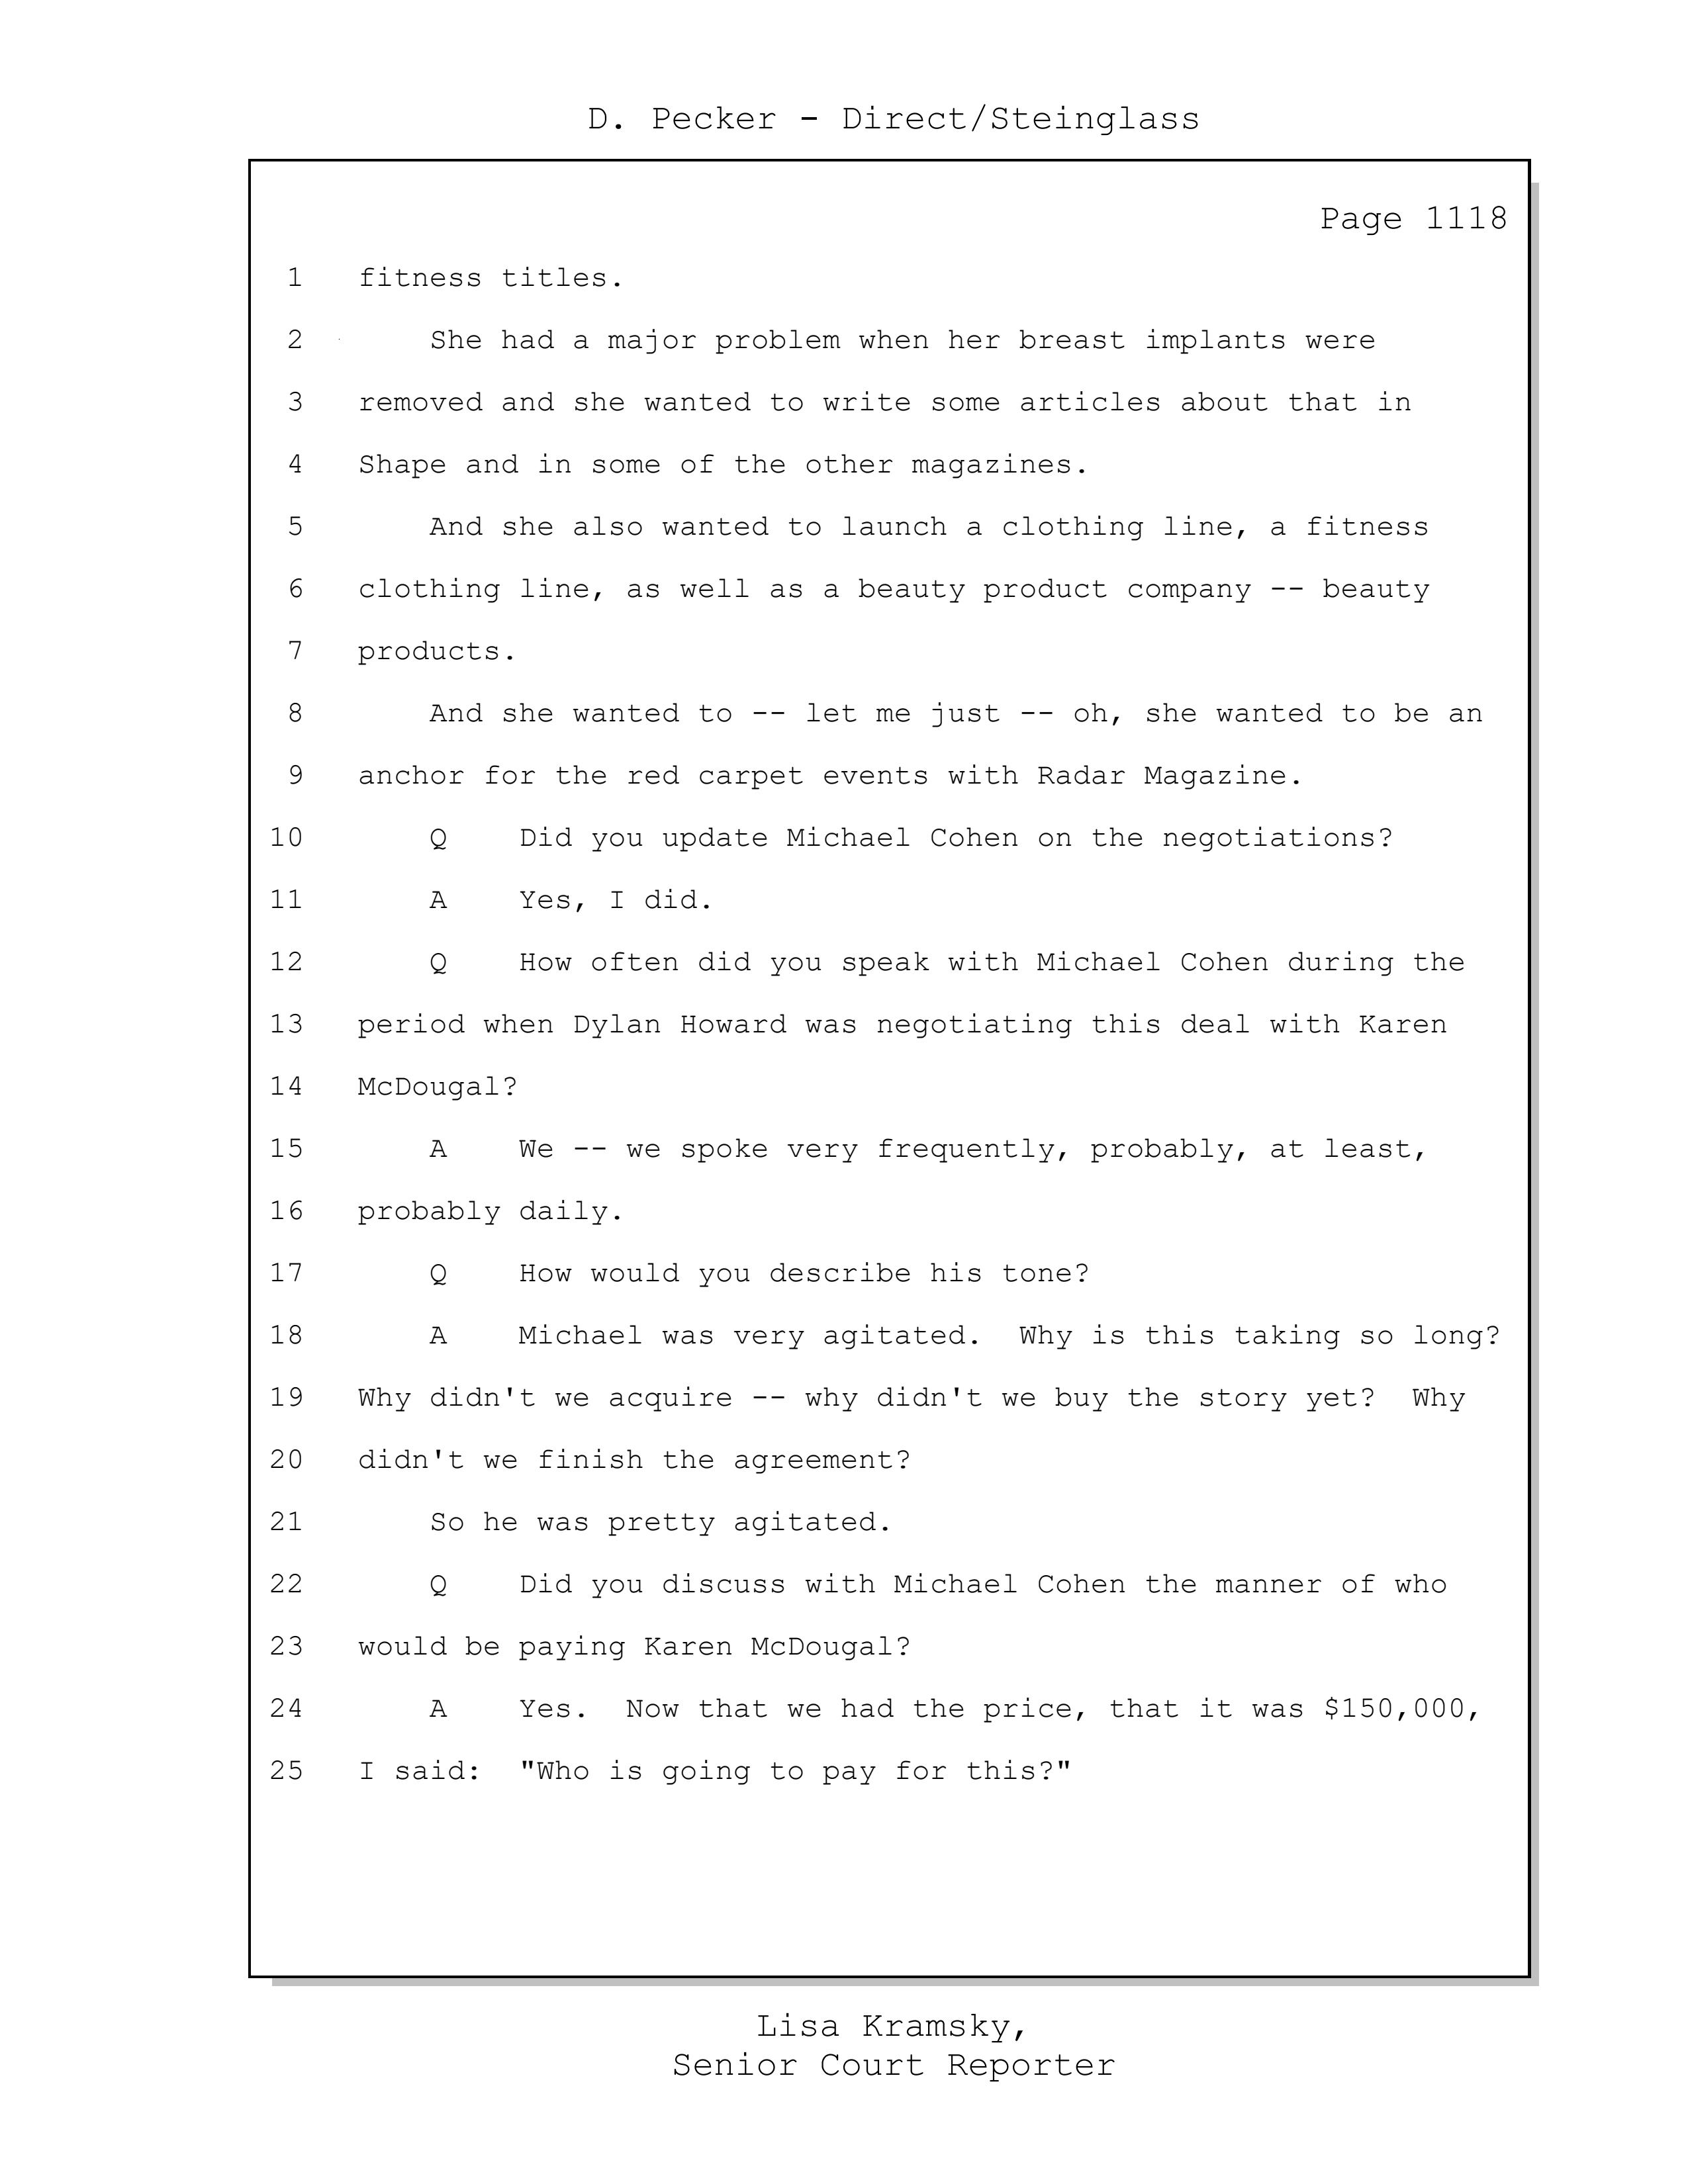 D. Pecker - Direct/Steinglass
Page 1118
1 fitness titles.
2 She had a major problem when her breast implants were
3 removed and she wanted to write some articles about that in
4 Shape and in some of the other magazines.
5 And she also wanted to launch a clothing line, a fitness
6 clothing line, as well as a beauty product company -- beauty
7 products.
8 And she wanted to -- let me just -- oh, she wanted to be an
9 anchor for the red carpet events with Radar Magazine.
10 Q Did you update Michael Cohen on the negotiations?
11 A Yes, I did.
12 Q How often did you speak with Michael Cohen during the
13 period when Dylan Howard was negotiating this deal with Karen
14 McDougal?
15 A We -- we spoke very frequently, probably, at least,
16 probably daily.
17 Q How would you describe his tone?
18 A Michael was very agitated. Why is this taking so long?
19 Why didn't we acquire -- why didn't we buy the story yet? Why
20 didn't we finish the agreement?
21 So he was pretty agitated.
22 Q Did you discuss with Michael Cohen the manner of who
23 would be paying Karen McDougal?
24 A Yes. Now that we had the price, that it was $150,000,
25 I said: "Who is going to pay for this?"
Lisa Kramsky,
Senior Court Reporter